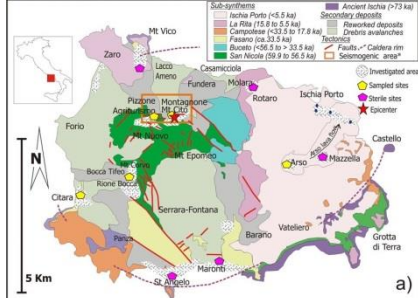 Sub-synthems
Ischia Porto (<5.5 ka)
La Rita (15.8 to 5.5 ka)
Campotese (<33.5 to 17.8 ka)
Fasano (ca.33.5 ka)
Buceto (<56.5 to > 33.5 ka)
San Nicole (59.9 to 56.5 ka)
Ancient Ischia (>73 ka)
Secondary deposits
Reworked deposits
Debris avalanches
Tectonics
Faults
Caldera rim
Seismogenic area*
Investigated area
Sampled sites
Sterile sites
Epicenter
Mt Vico
Zaro
Lacco
Ameno
Casamicciola
Fundera
Molara
Rotaro
Ischia Porto
Pizzone
Montagnone
Mt Cito
Forio
Mt Nuovo
Mt Epomeo
Castello
Arso
Mazzella
N
Mt Corvo
Bocca Tifeo
Rione Bocca
Citara
Serrara-Fontana
Barano
Vateliero
Grotta di
Terra
Panza
Maronti
St Angelo
5 Km
a)